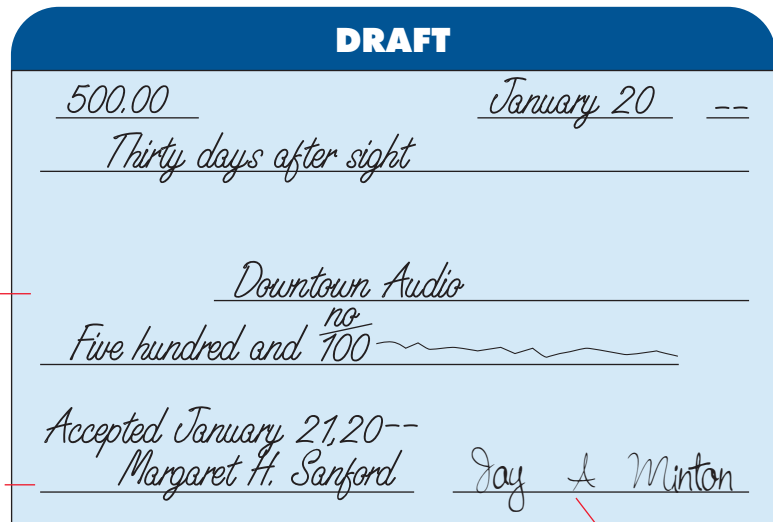 DRAFT
500.00 January 20 --
Thirty days after sight
Downtown Audio
Five hundred and no/100
Accepted January 21, 20--
Margaret H. Sanford Jay A Minton